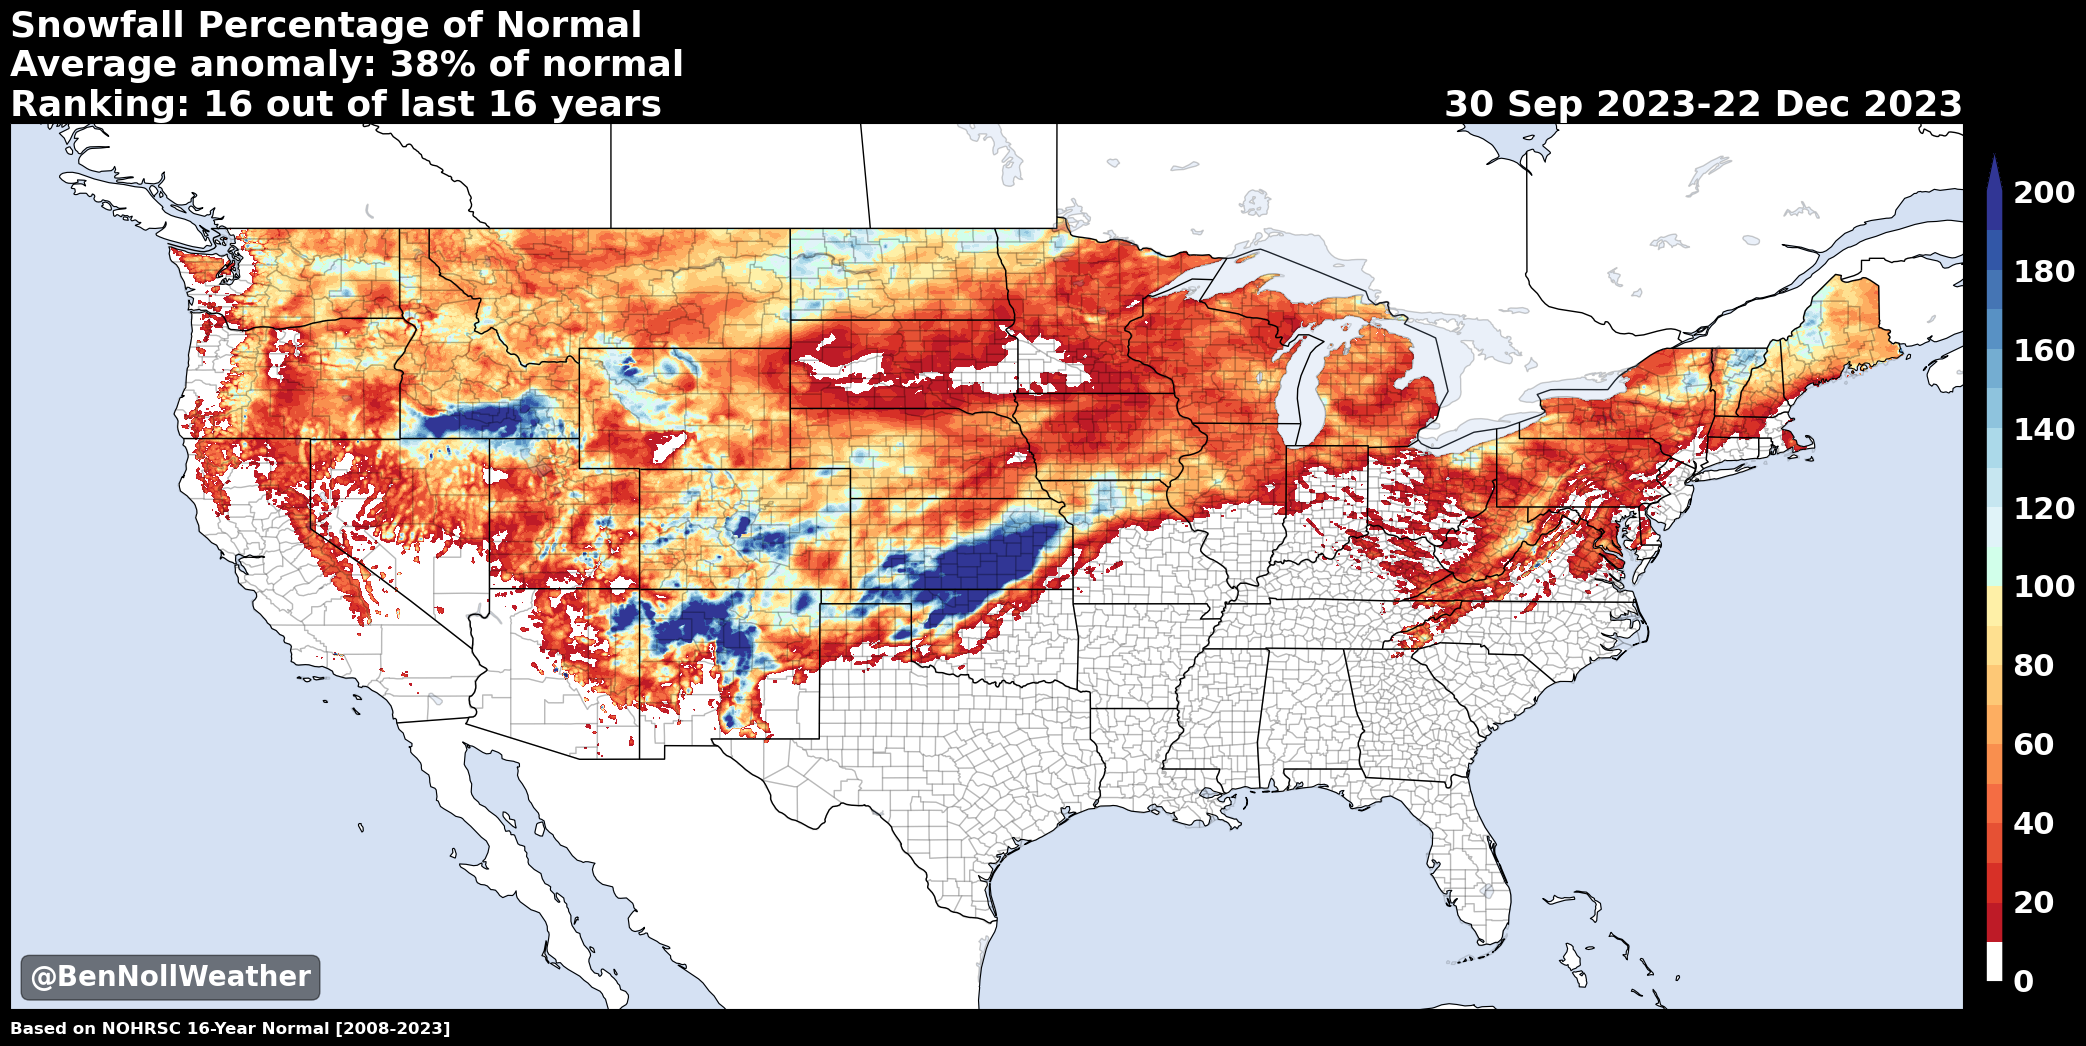 Snowfall Percentage of Normal
Average anomaly: 38% of normal
Ranking: 16 out of last 16 years
30 Sep 2023-22 Dec 2023
200
180
160
140
120
100
80
60
40
20
0
@BenNollWeather
Based on NOHRSC 16-Year Normal [2008-2023]